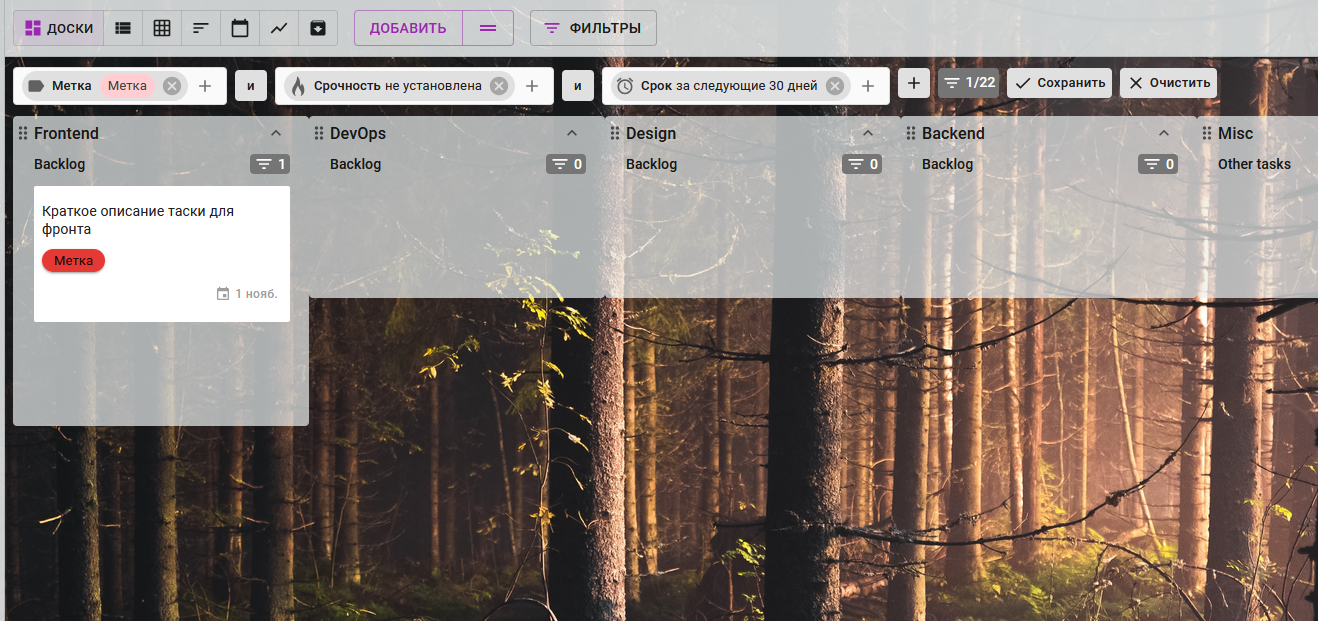 ДОСКИ ДОБАВИТЬ ФИЛЬТРЫ
Метка Метка и Срочность не установлена и Срок за следующие 30 дней 1/22 Сохранить Очистить
Frontend DevOps Design Backend Misc
Backlog 1 Backlog 0 Backlog 0 Backlog 0 Other tasks
Краткое описание таски для
фронта
Метка
1 нояб.